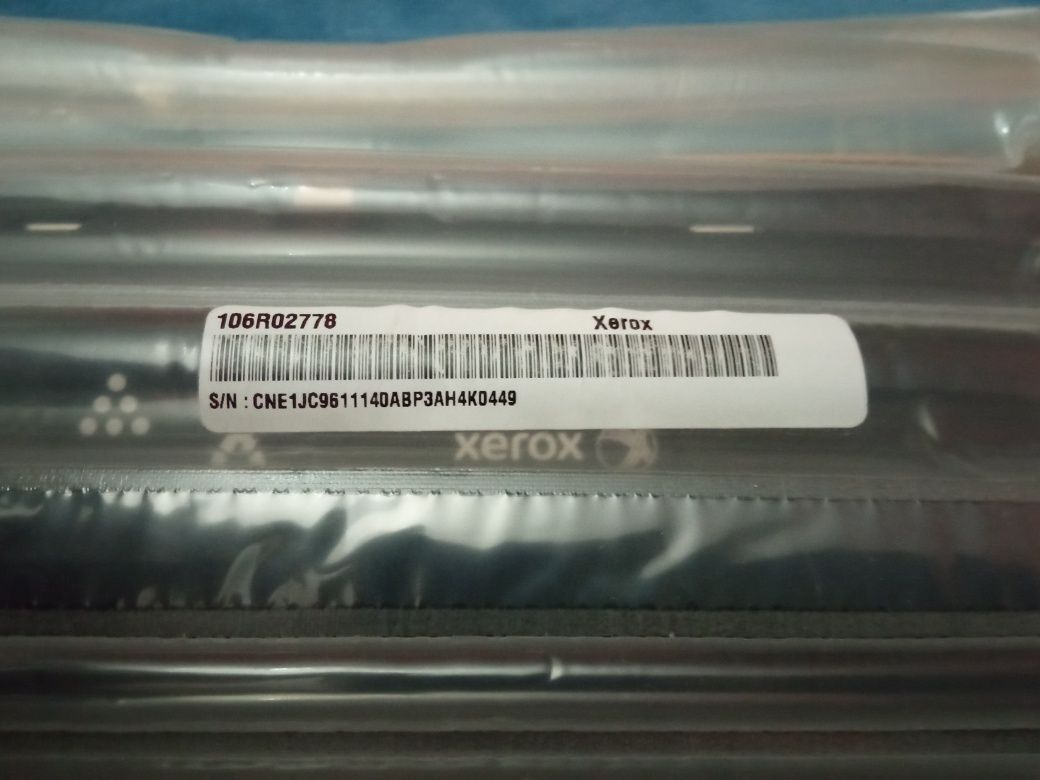 106R02778 Xerox
S/N : CNE1JC9611140ABP3AH4K0449
xerox